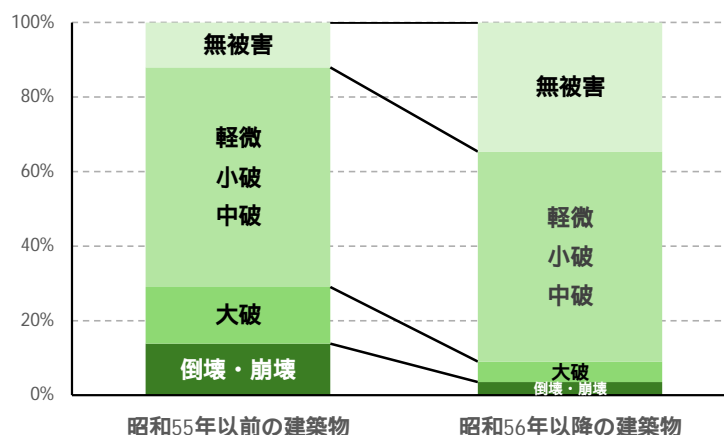 100%
80%
60%
40%
20%
0%
無被害
軽微
小破
中破
大破
倒壊・崩壊
無被害
軽微
小破
中破
大破
倒壊・崩壊
昭和55年以前の建築物
昭和56年以降の建築物